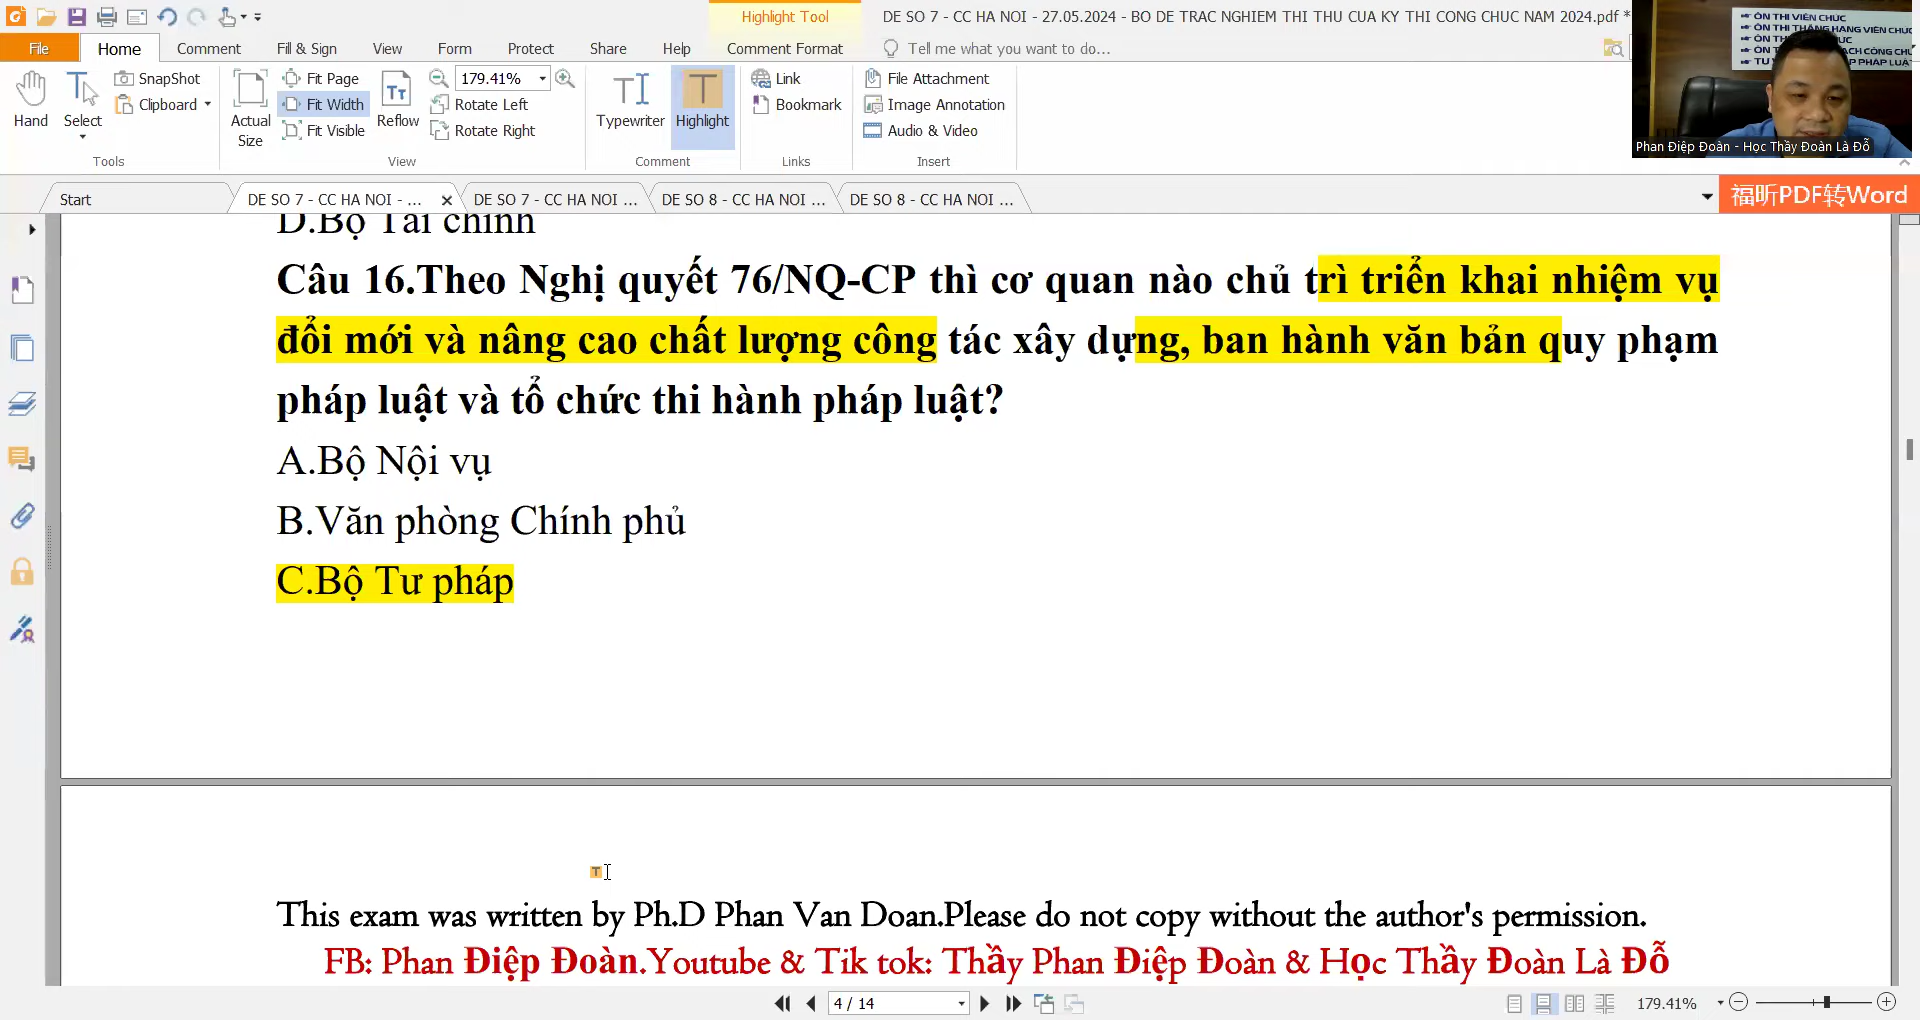 Highlight Tool
DE SO 7 - CC HA NOI - 27.05.2024 - BO DE TRAC NGHIEM THI THU CUA KY THI CONG CHUC NAM 2024.pdf *
File Home Comment Fill & Sign View Form Protect Share Help Comment Format Tell me what you want to do...
Hand
Select
SnapShot
Clipboard
Tools
Actual Size
Fit Page
Fit Width
Fit Visible
Reflow
179.41%
Rotate Left
Rotate Right
View
Typewriter
Highlight
Comment
Link
Bookmark
Links
File Attachment
Image Annotation
Audio & Video
Insert
ÔN THI VIÊN CHỨC
ÔN THI THĂNG HẠNG VIÊN CHỨC
Phan Điệp Đoàn - Học Thầy Đoàn Là Đỗ
Start
DE SO 7 - CC HA NOI - ...
DE SO 7 - CC HA NOI ...
DE SO 8 - CC HA NOI ...
DE SO 8 - CC HA NOI ...
福昕PDF转Word
D.Bộ Tài chính
Câu 16.Theo Nghị quyết 76/NQ-CP thì cơ quan nào chủ trì triển khai nhiệm vụ
đổi mới và nâng cao chất lượng công tác xây dựng, ban hành văn bản quy phạm
pháp luật và tổ chức thi hành pháp luật?
A.Bộ Nội vụ
B.Văn phòng Chính phủ
C.Bộ Tư pháp
This exam was written by Ph.D Phan Van Doan.Please do not copy without the author's permission.
FB: Phan Điệp Đoàn.Youtube & Tik tok: Thầy Phan Điệp Đoàn & Học Thầy Đoàn Là Đỗ
4 / 14
179.41%